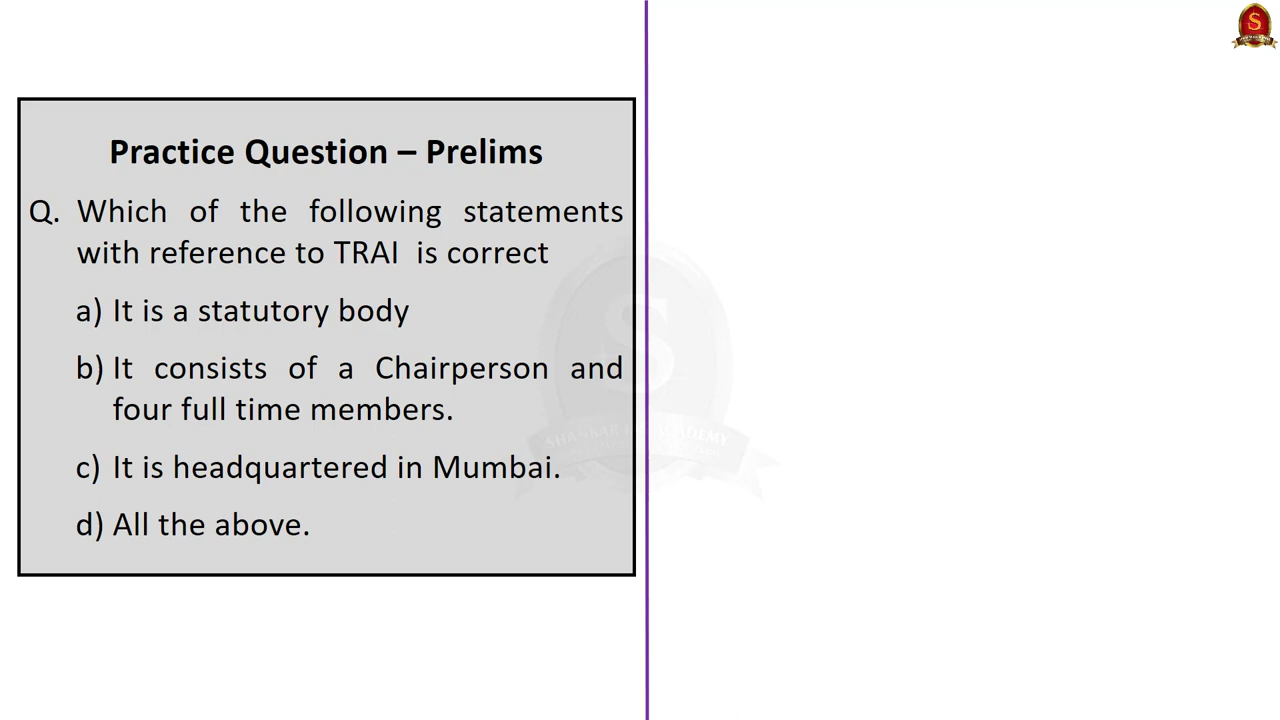 Practice Question – Prelims
Q. Which of the following statements
with reference to TRAI is correct
a) It is a statutory body
b) It consists of a Chairperson and
four full time members.
c) It is headquartered in Mumbai.
d) All the above.
S
S